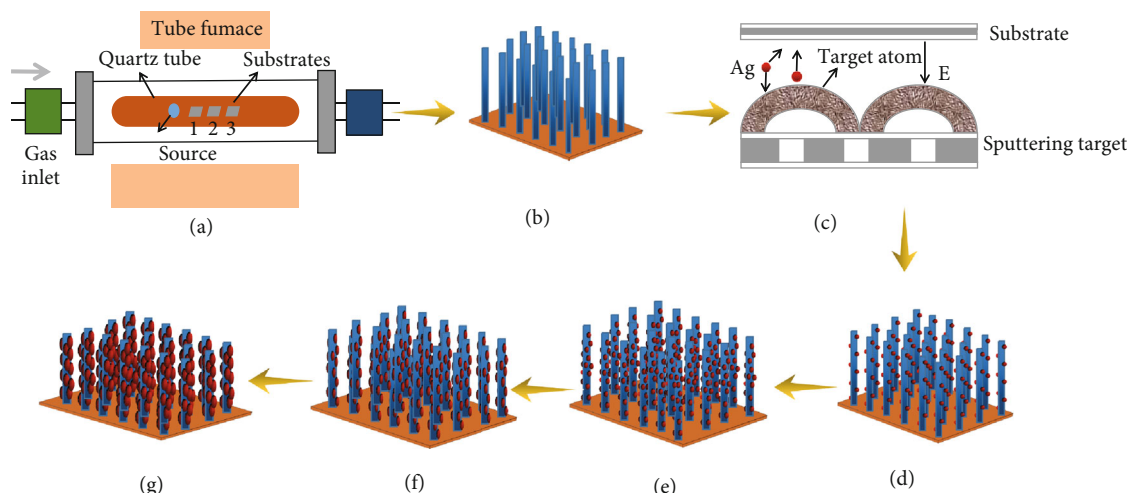 Tube fumace
Quartz tube
Substrates
1 2 3
Source
Gas
inlet
(a)
(b)
Substrate
Ag
Target atom
E
Sputtering target
(c)
(g)
(f)
(e)
(d)